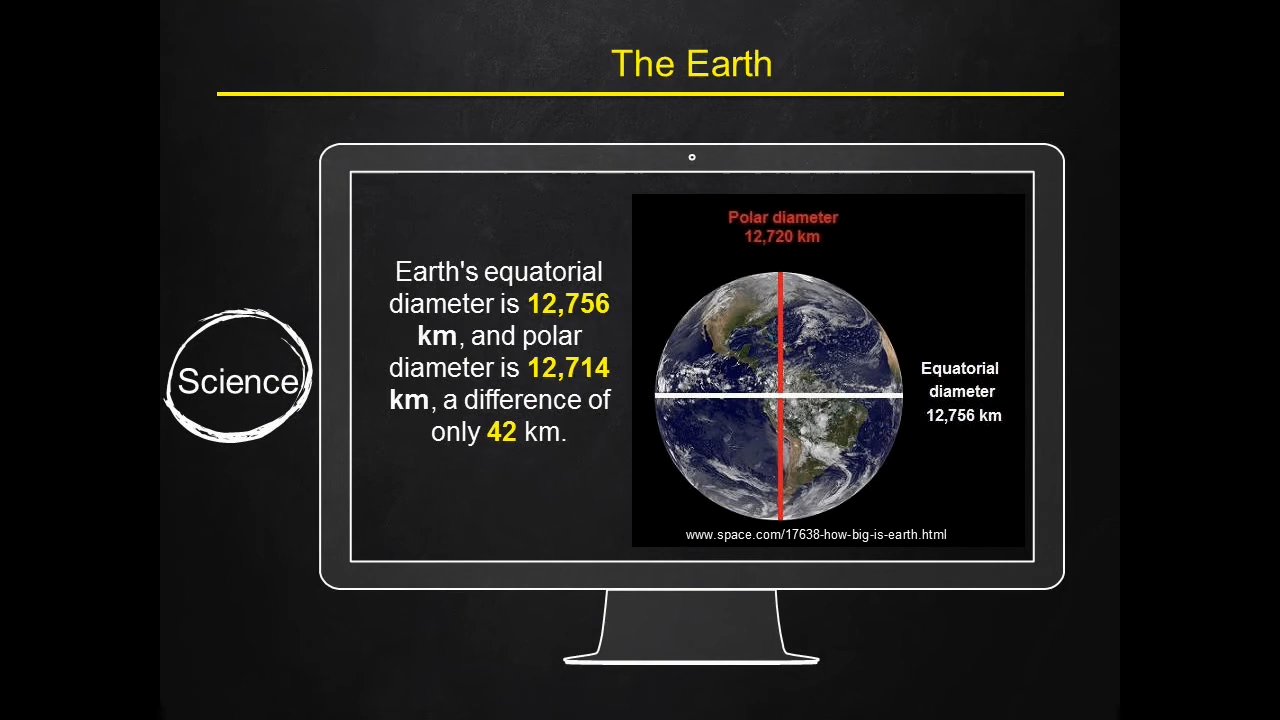 The Earth
Science
Earth's equatorial
diameter is 12,756
km, and polar
diameter is 12,714
km, a difference of
only 42 km.
Polar diameter
12,720 km
Equatorial
diameter
12,756 km
www.space.com/17638-how-big-is-earth.html